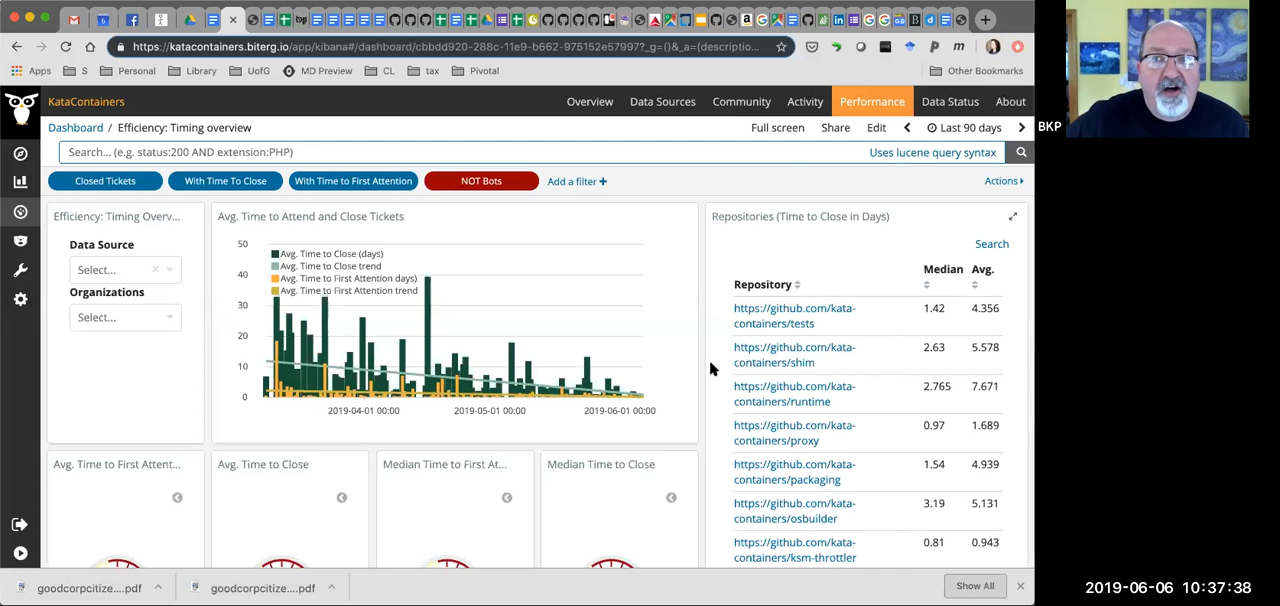 https://katacontainers.biterg.io/app/kibana#/dashboard/cbbdd920-288c-11e9-b662-975152e57997?_g=()&_a=(descriptio...
Apps S Personal Library UofG MD Preview CL tax Pivotal Other Bookmarks
KataContainers Overview Data Sources Community Activity Performance Data Status About
Dashboard / Efficiency: Timing overview Full screen Share Edit Last 90 days
Search... (e.g. status:200 AND extension:PHP) Uses lucene query syntax
Closed Tickets With Time To Close With Time to First Attention NOT Bots Add a filter + Actions
Efficiency: Timing Overv...
Data Source
Select...
Organizations
Select...
Avg. Time to Attend and Close Tickets
50
40
30
20
10
0
Avg. Time to Close (days)
Avg. Time to Close trend
Avg. Time to First Attention days)
Avg. Time to First Attention trend
2019-04-01 00:00 2019-05-01 00:00 2019-06-01 00:00
Repositories (Time to Close in Days)
Search
Repository Median Avg.
https://github.com/kata-
containers/tests 1.42 4.356
https://github.com/kata-
containers/shim 2.63 5.578
https://github.com/kata-
containers/runtime 2.765 7.671
https://github.com/kata-
containers/proxy 0.97 1.689
https://github.com/kata-
containers/packaging 1.54 4.939
https://github.com/kata-
containers/osbuilder 3.19 5.131
https://github.com/kata-
containers/ksm-throttler 0.81 0.943
Avg. Time to First Attent... Avg. Time to Close Median Time to First At... Median Time to Close
goodcorpcitize....pdf goodcorpcitize....pdf Show All
BKP
2019-06-06 10:37:38